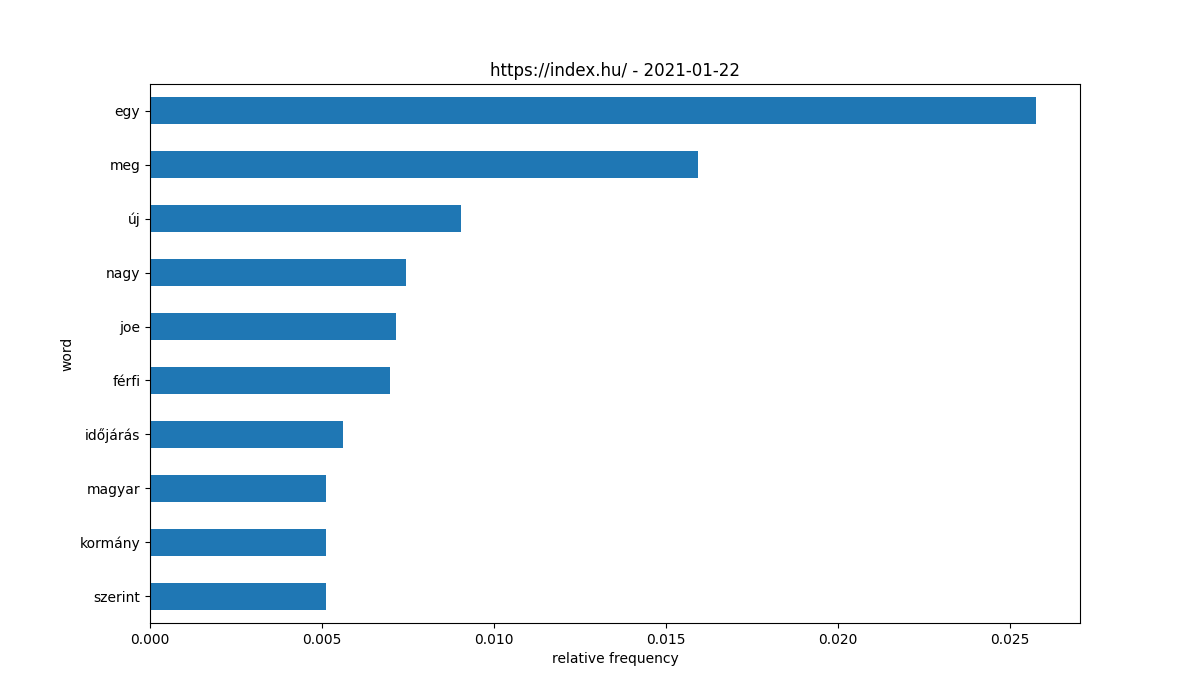 https://index.hu/ - 2021-01-22
egy
meg
új
nagy
joe
férfi
időjárás
magyar
kormány
szerint
word
0.000 0.005 0.010 0.015 0.020 0.025
relative frequency